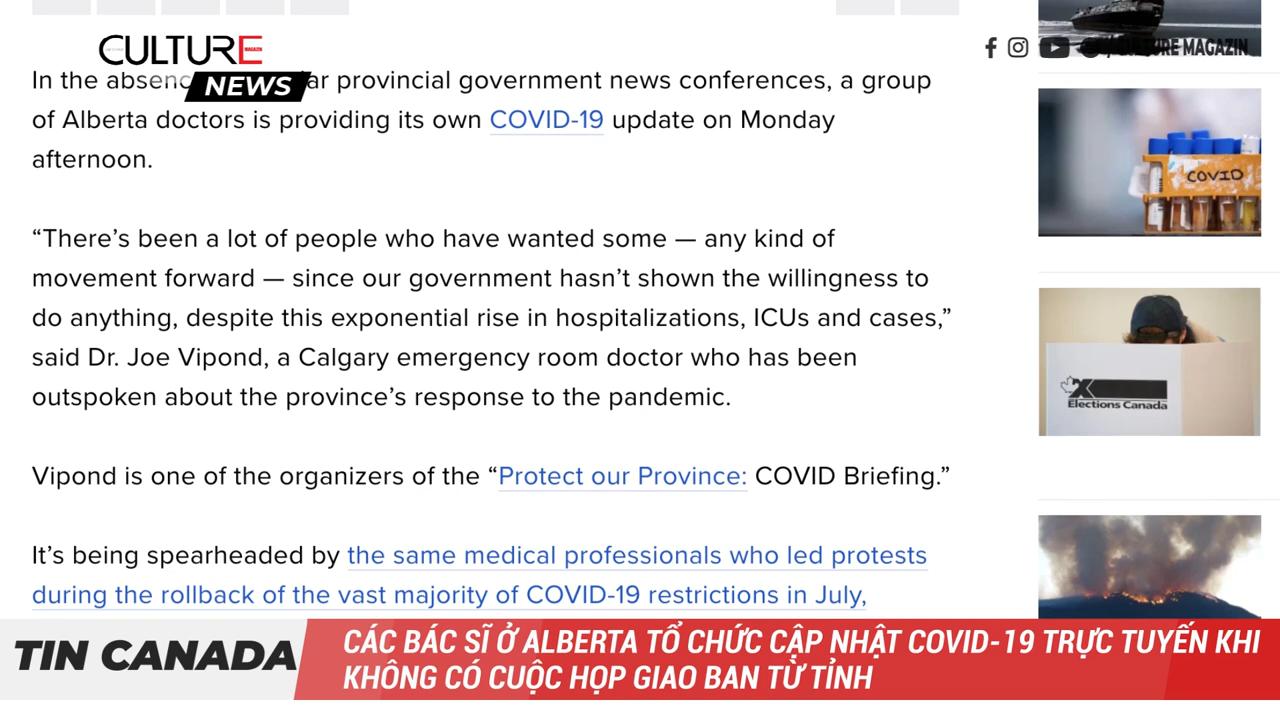 CULTURE
MAGAZIN
NEWS
CULTURE MAGAZIN
In the ar provincial government news conferences, a group
of Alberta doctors is providing its own COVID-19 update on Monday
afternoon.
“There’s been a lot of people who have wanted some — any kind of
movement forward — since our government hasn’t shown the willingness to
do anything, despite this exponential rise in hospitalizations, ICUs and cases,”
said Dr. Joe Vipond, a Calgary emergency room doctor who has been
outspoken about the province’s response to the pandemic.
Vipond is one of the organizers of the “Protect our Province: COVID Briefing.”
It’s being spearheaded by the same medical professionals who led protests
during the rollback of the vast majority of COVID-19 restrictions in July,
COVID
Elections Canada
TIN CANADA
CÁC BÁC SĨ Ở ALBERTA TỔ CHỨC CẬP NHẬT COVID-19 TRỰC TUYẾN KHI
KHÔNG CÓ CUỘC HỌP GIAO BAN TỪ TỈNH